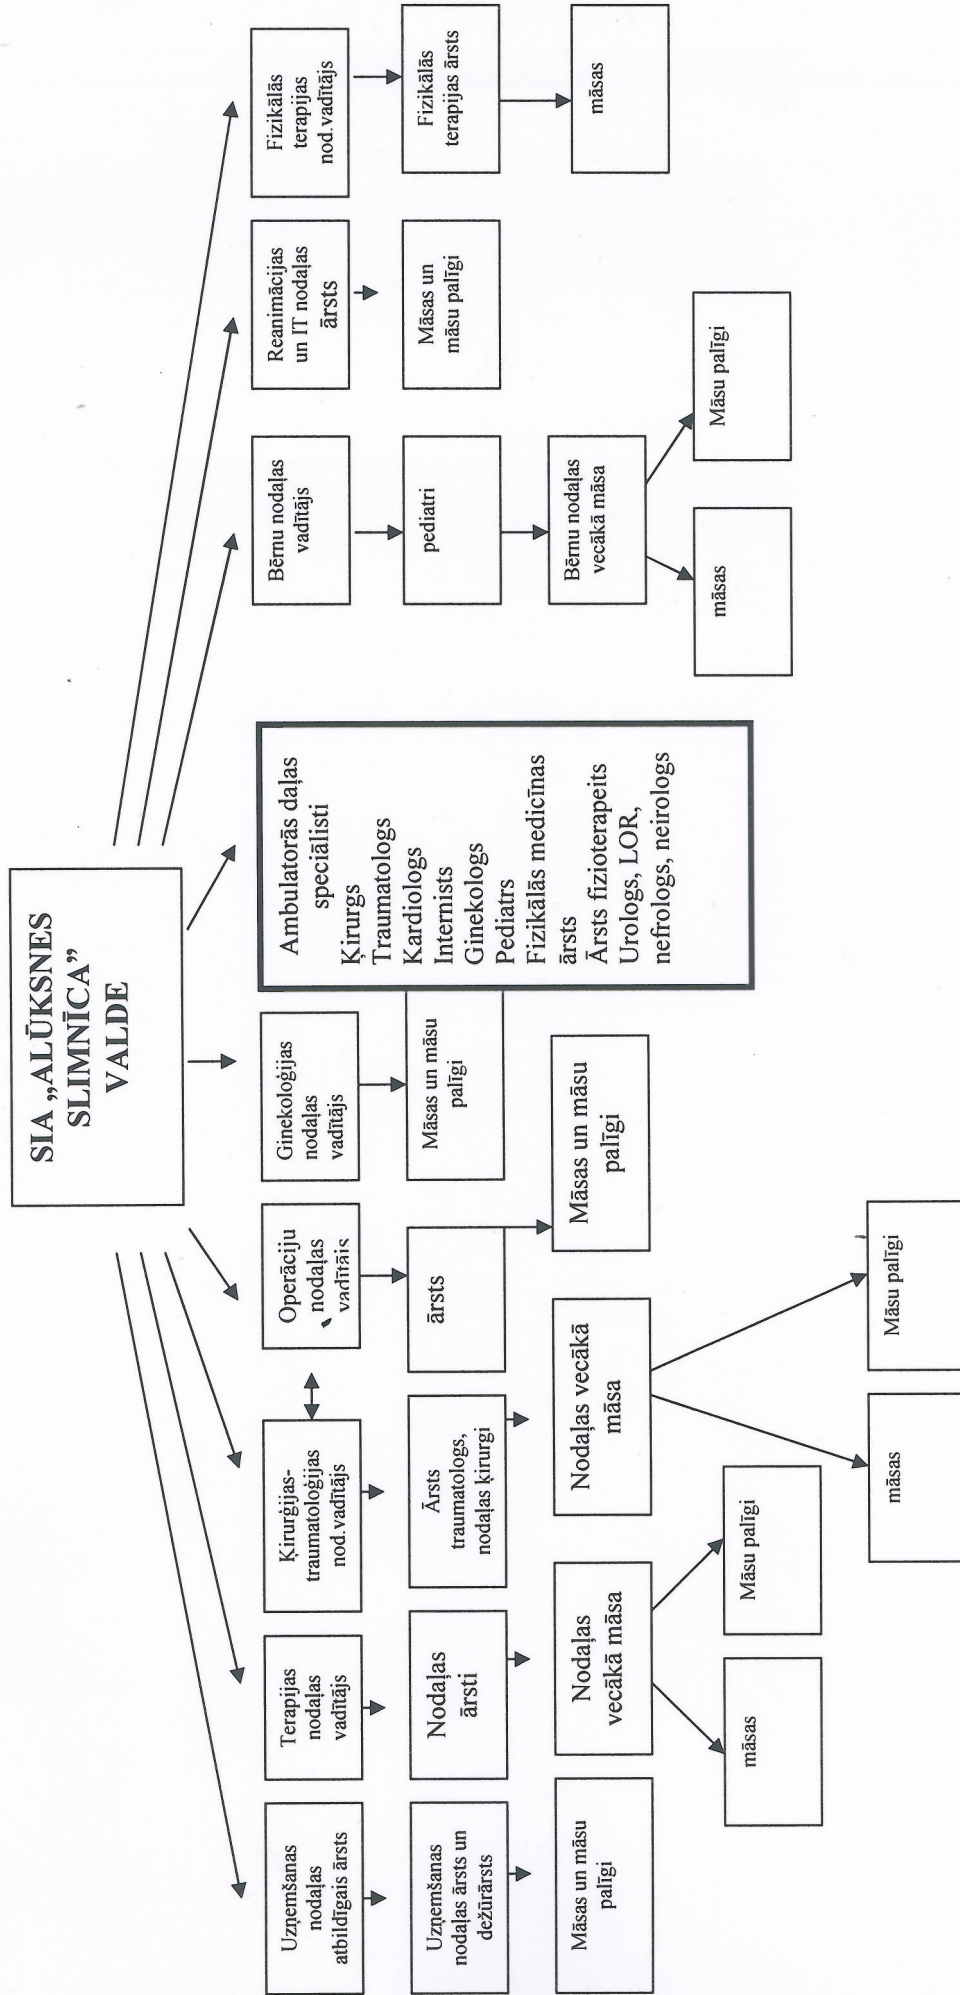 SIA „ALŪKSNES
SLIMNĪCA”
VALDE
Uzņemšanas
nodaļas
atbildīgais ārsts
Terapijas
nodaļas
vadītājs
Ķirurģijas-
traumatoloģijas
nod.vadītājs
Operāciju
nodaļas
vadītājs
Ginekoloģijas
nodaļas
vadītājs
Ambulatorās daļas
speciālisti
Ķirurgs
Traumatologs
Kardiologs
Internists
Ginekologs
Pediatrs
Fizikālās medicīnas
ārsts
Ārsts fizioterapeits
Urologs, LOR,
nefrologs, neirologs
Bērnu nodaļas
vadītājs
Reanimācijas
un IT nodaļas
ārsts
Fizikālās
terapijas
nod.vadītājs
Uzņemšanas
nodaļas ārsts un
dežūrārsts
Nodaļas
ārsti
Ārsts
traumatologs,
nodaļas ķirurgi
ārsts
Māsas un māsu
palīgi
pediatri
Māsas un
māsu palīgi
Fizikālās
terapijas ārsts
Māsas un māsu
palīgi
Nodaļas
vecākā māsa
Nodaļas vecākā
māsa
Māsas un māsu
palīgi
Bērnu nodaļas
vecākā māsa
māsas
māsas
Māsu palīgi
māsas
Māsu palīgi
māsas
Māsu palīgi